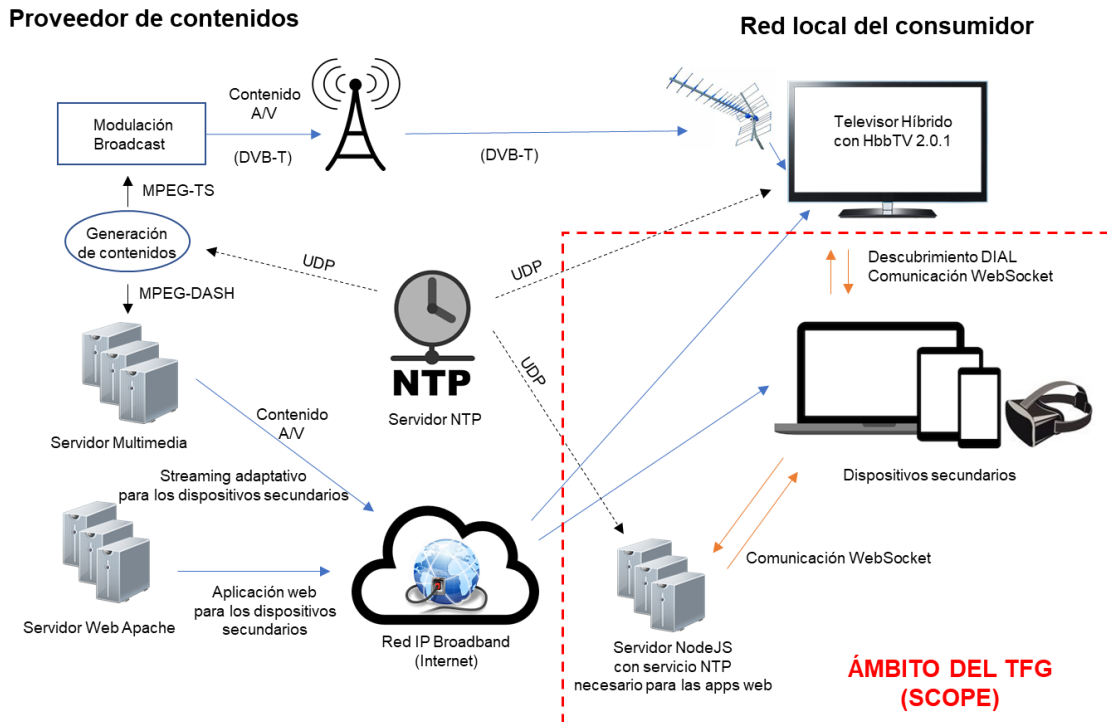 Proveedor de contenidos
Red local del consumidor
Contenido
A/V
(DVB-T)
Modulación
Broadcast
(DVB-T)
Televisor Híbrido
con HbbTV 2.0.1
MPEG-TS
Generación
de contenidos
UDP
UDP
UDP
MPEG-DASH
NTP
Servidor NTP
Descubrimiento DIAL
Comunicación WebSocket
Servidor Multimedia
Contenido
A/V
Streaming adaptativo
para los dispositivos secundarios
Dispositivos secundarios
Servidor Web Apache
Aplicación web
para los dispositivos
secundarios
Red IP Broadband
(Internet)
Comunicación WebSocket
Servidor NodeJS
con servicio NTP
necesario para las apps web
ÁMBITO DEL TFG
(SCOPE)